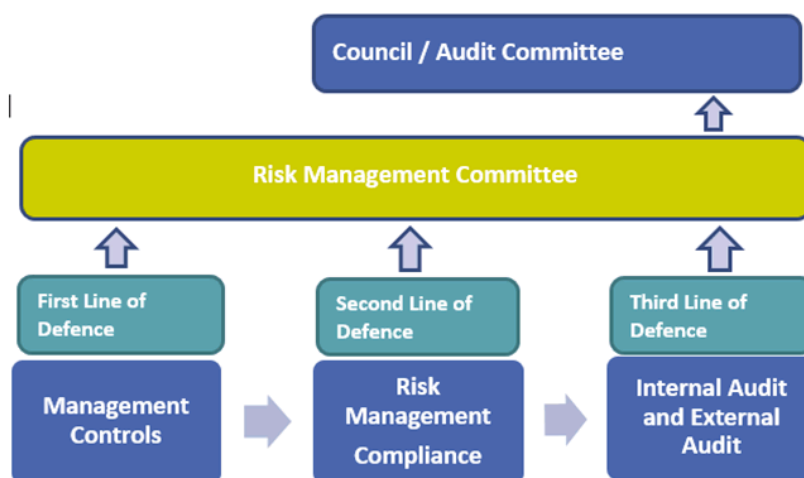 Council / Audit Committee
Risk Management Committee
First Line of
Defence
Second Line of
Defence
Third Line of
Defence
Management
Controls
Risk
Management
Compliance
Internal Audit
and External
Audit